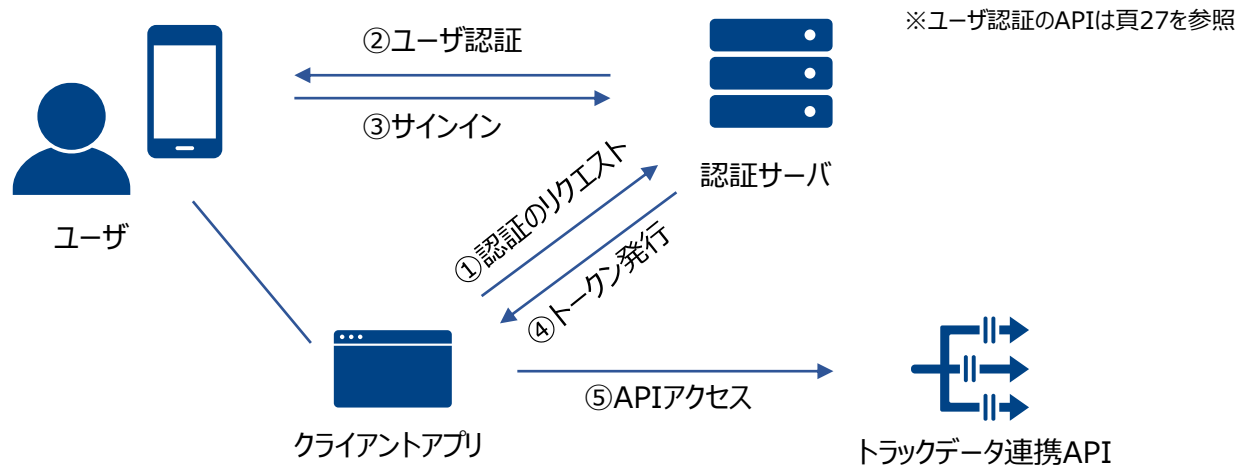 ※ユーザ認証のAPIは頁27を参照
②ユーザ認証
③サインイン
認証サーバ
ユーザ
①認証のリクエスト
④トークン発行
⑤APIアクセス
クライアントアプリ
トラックデータ連携API